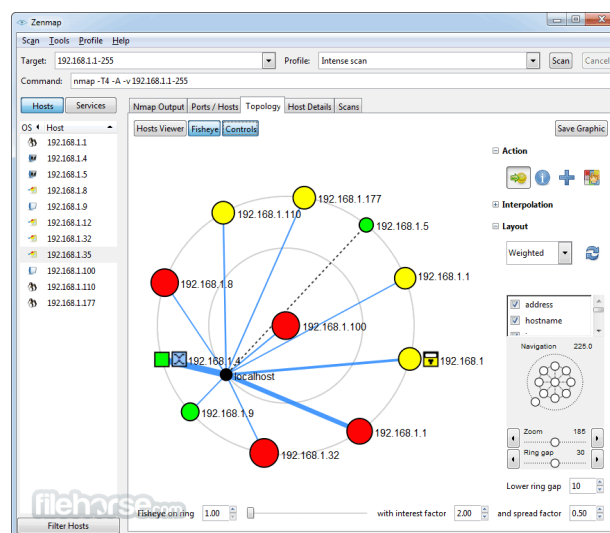 Zenmap
Scan Tools Profile Help
Target: 192.168.1.1-255 Profile: Intense scan Scan Cancel
Command: nmap -T4 -A -v 192.168.1.1-255
Hosts Services
OS Host
192.168.1.1
192.168.1.4
192.168.1.5
192.168.1.8
192.168.1.9
192.168.1.12
192.168.1.32
192.168.1.35
192.168.1.100
192.168.1.110
192.168.1.177
Filter Hosts
Nmap Output Ports / Hosts Topology Host Details Scans
Hosts Viewer Fisheye Controls Save Graphic
192.168.1.177
192.168.1.110
192.168.1.5
192.168.1.8
192.168.1.1
192.168.1.100
192.168.1.4
192.168.1
localhost
192.168.1.9
192.168.1.1
192.168.1.32
Action
Interpolation
Layout
Weighted
address
hostname
Navigation 225.0
Zoom 185
Ring gap 30
Lower ring gap 10
Fisheye on ring 1.00 with interest factor 2.00 and spread factor 0.50
filehorse.com